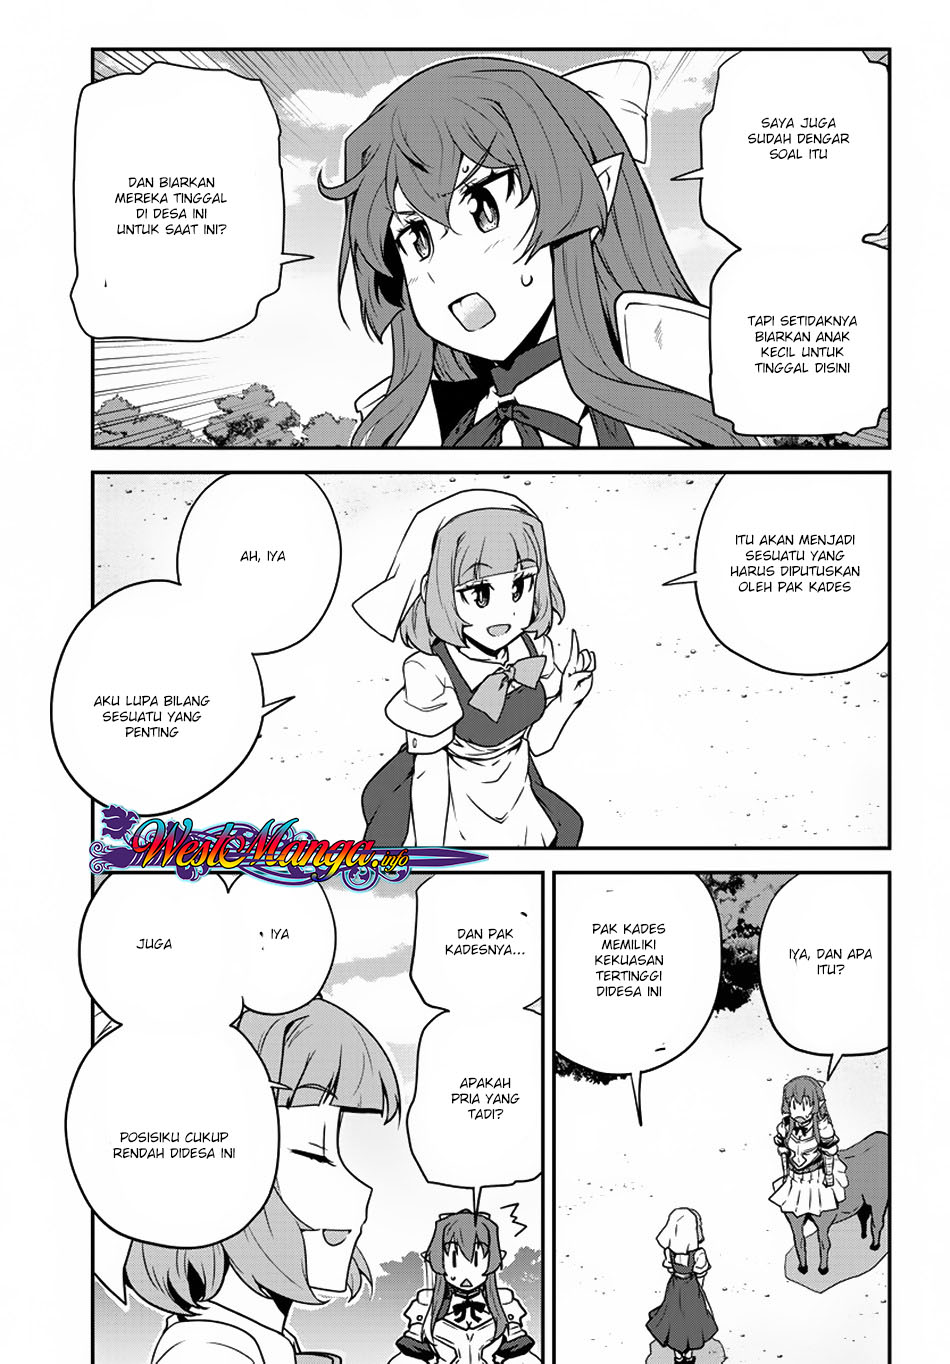 SAYA JUGA
SUDAH DENGAR
SOAL ITU
TAPI SETIDAKNYA
BIARKAN ANAK
KECIL UNTUK
TINGGAL DISINI
DAN BIARKAN
MEREKA TINGGAL
DI DESA INI
UNTUK SAAT INI?
ITU AKAN MENJADI
SESUATU YANG
HARUS DIPUTUSKAN
OLEH PAK KADES
AH, IYA
AKU LUPA BILANG
SESUATU YANG
PENTING
WestManga.info
IYA, DAN APA
ITU?
PAK KADES
MEMILIKI
KEKUASAN
TERTINGGI
DIDESA INI
DAN PAK
KADESNYA...
APAKAH
PRIA YANG
TADI?
IYA
JUGA
POSISIKU CUKUP
RENDAH DIDESA INI